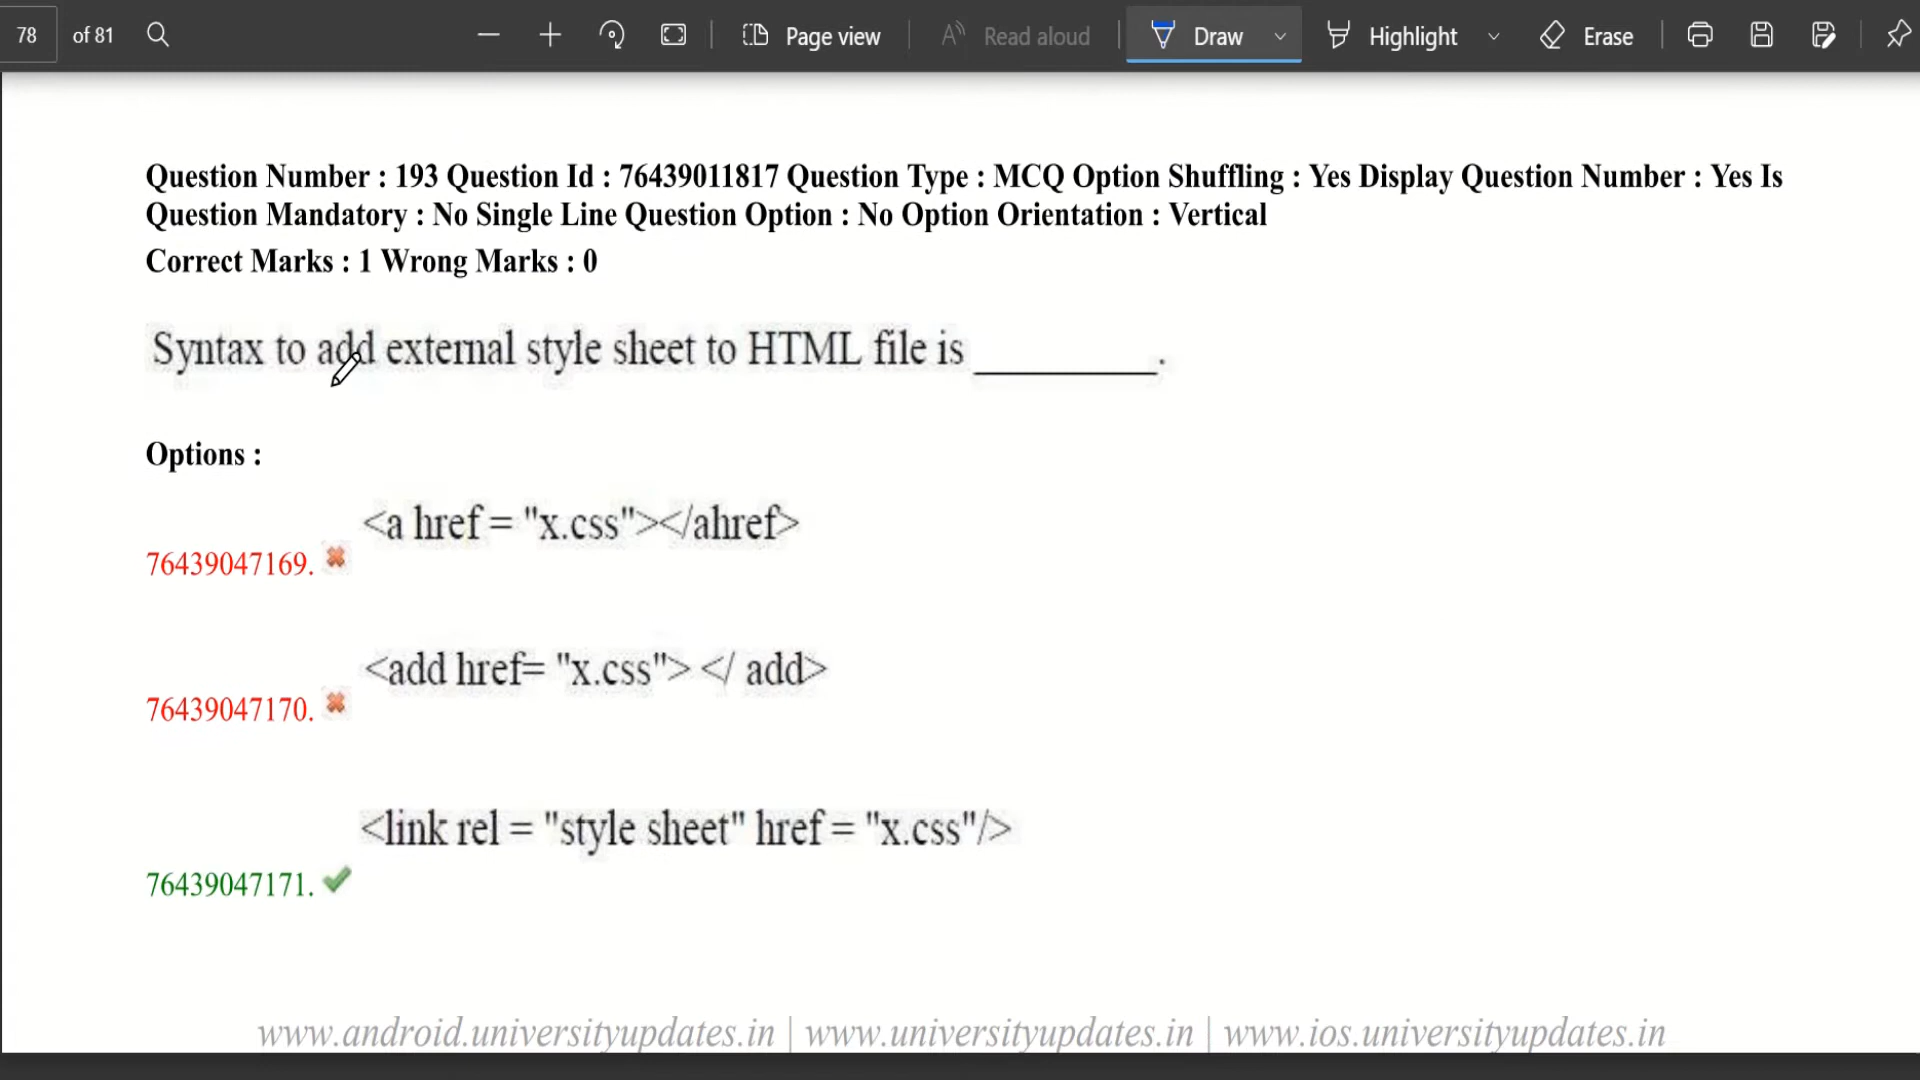 78 of 81 Page view Read aloud Draw Highlight Erase
Question Number : 193 Question Id : 76439011817 Question Type : MCQ Option Shuffling : Yes Display Question Number : Yes Is
Question Mandatory : No Single Line Question Option : No Option Orientation : Vertical
Correct Marks : 1 Wrong Marks : 0
Syntax to add external style sheet to HTML file is __________.
Options :
<a href = "x.css"></ahref>
76439047169.
<add href= "x.css"> </ add>
76439047170.
<link rel = "style sheet" href = "x.css"/>
76439047171.
www.android.universityupdates.in | www.universityupdates.in | www.ios.universityupdates.in